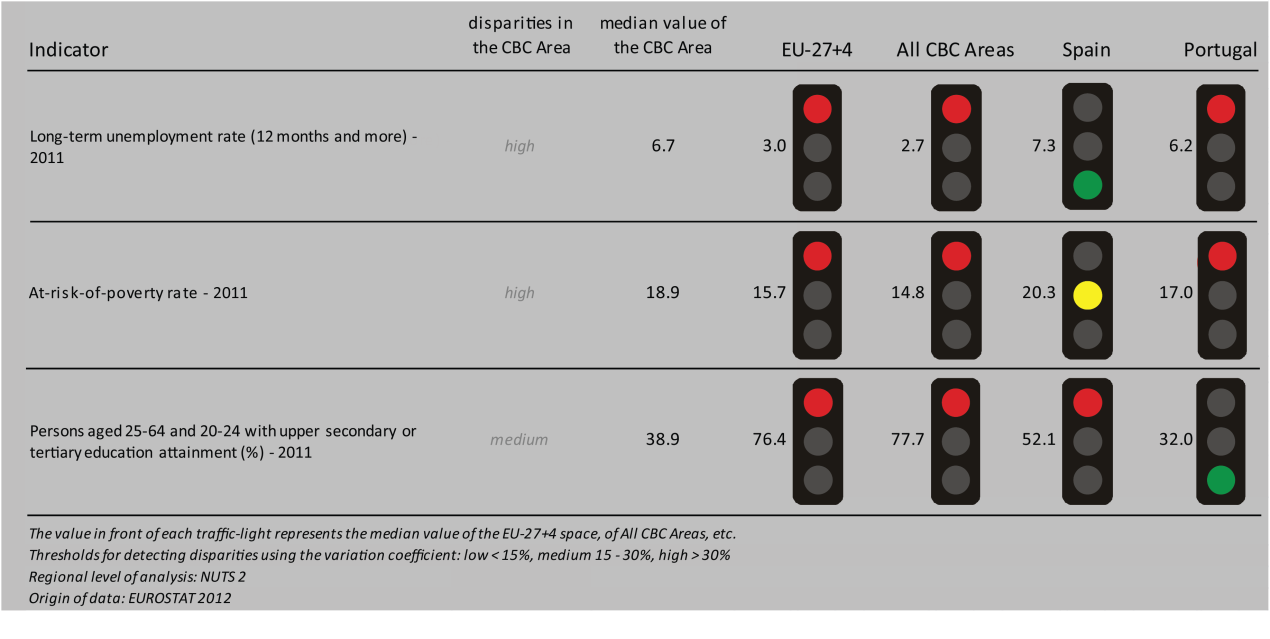 disparities in median value of
Indicator the CBC Area the CBC Area EU-27+4 All CBC Areas Spain Portugal
Long-term unemployment rate (12 months and more) -
2011
high 6.7 3.0 2.7 7.3 6.2
At-risk-of-poverty rate - 2011 high 18.9 15.7 14.8 20.3 17.0
Persons aged 25-64 and 20-24 with upper secondary or
tertiary education attainment (%) - 2011
medium 38.9 76.4 77.7 52.1 32.0
The value in front of each traffic-light represents the median value of the EU-27+4 space, of All CBC Areas, etc.
Thresholds for detecting disparities using the variation coefficient: low < 15%, medium 15 - 30%, high > 30%
Regional level of analysis: NUTS 2
Origin of data: EUROSTAT 2012